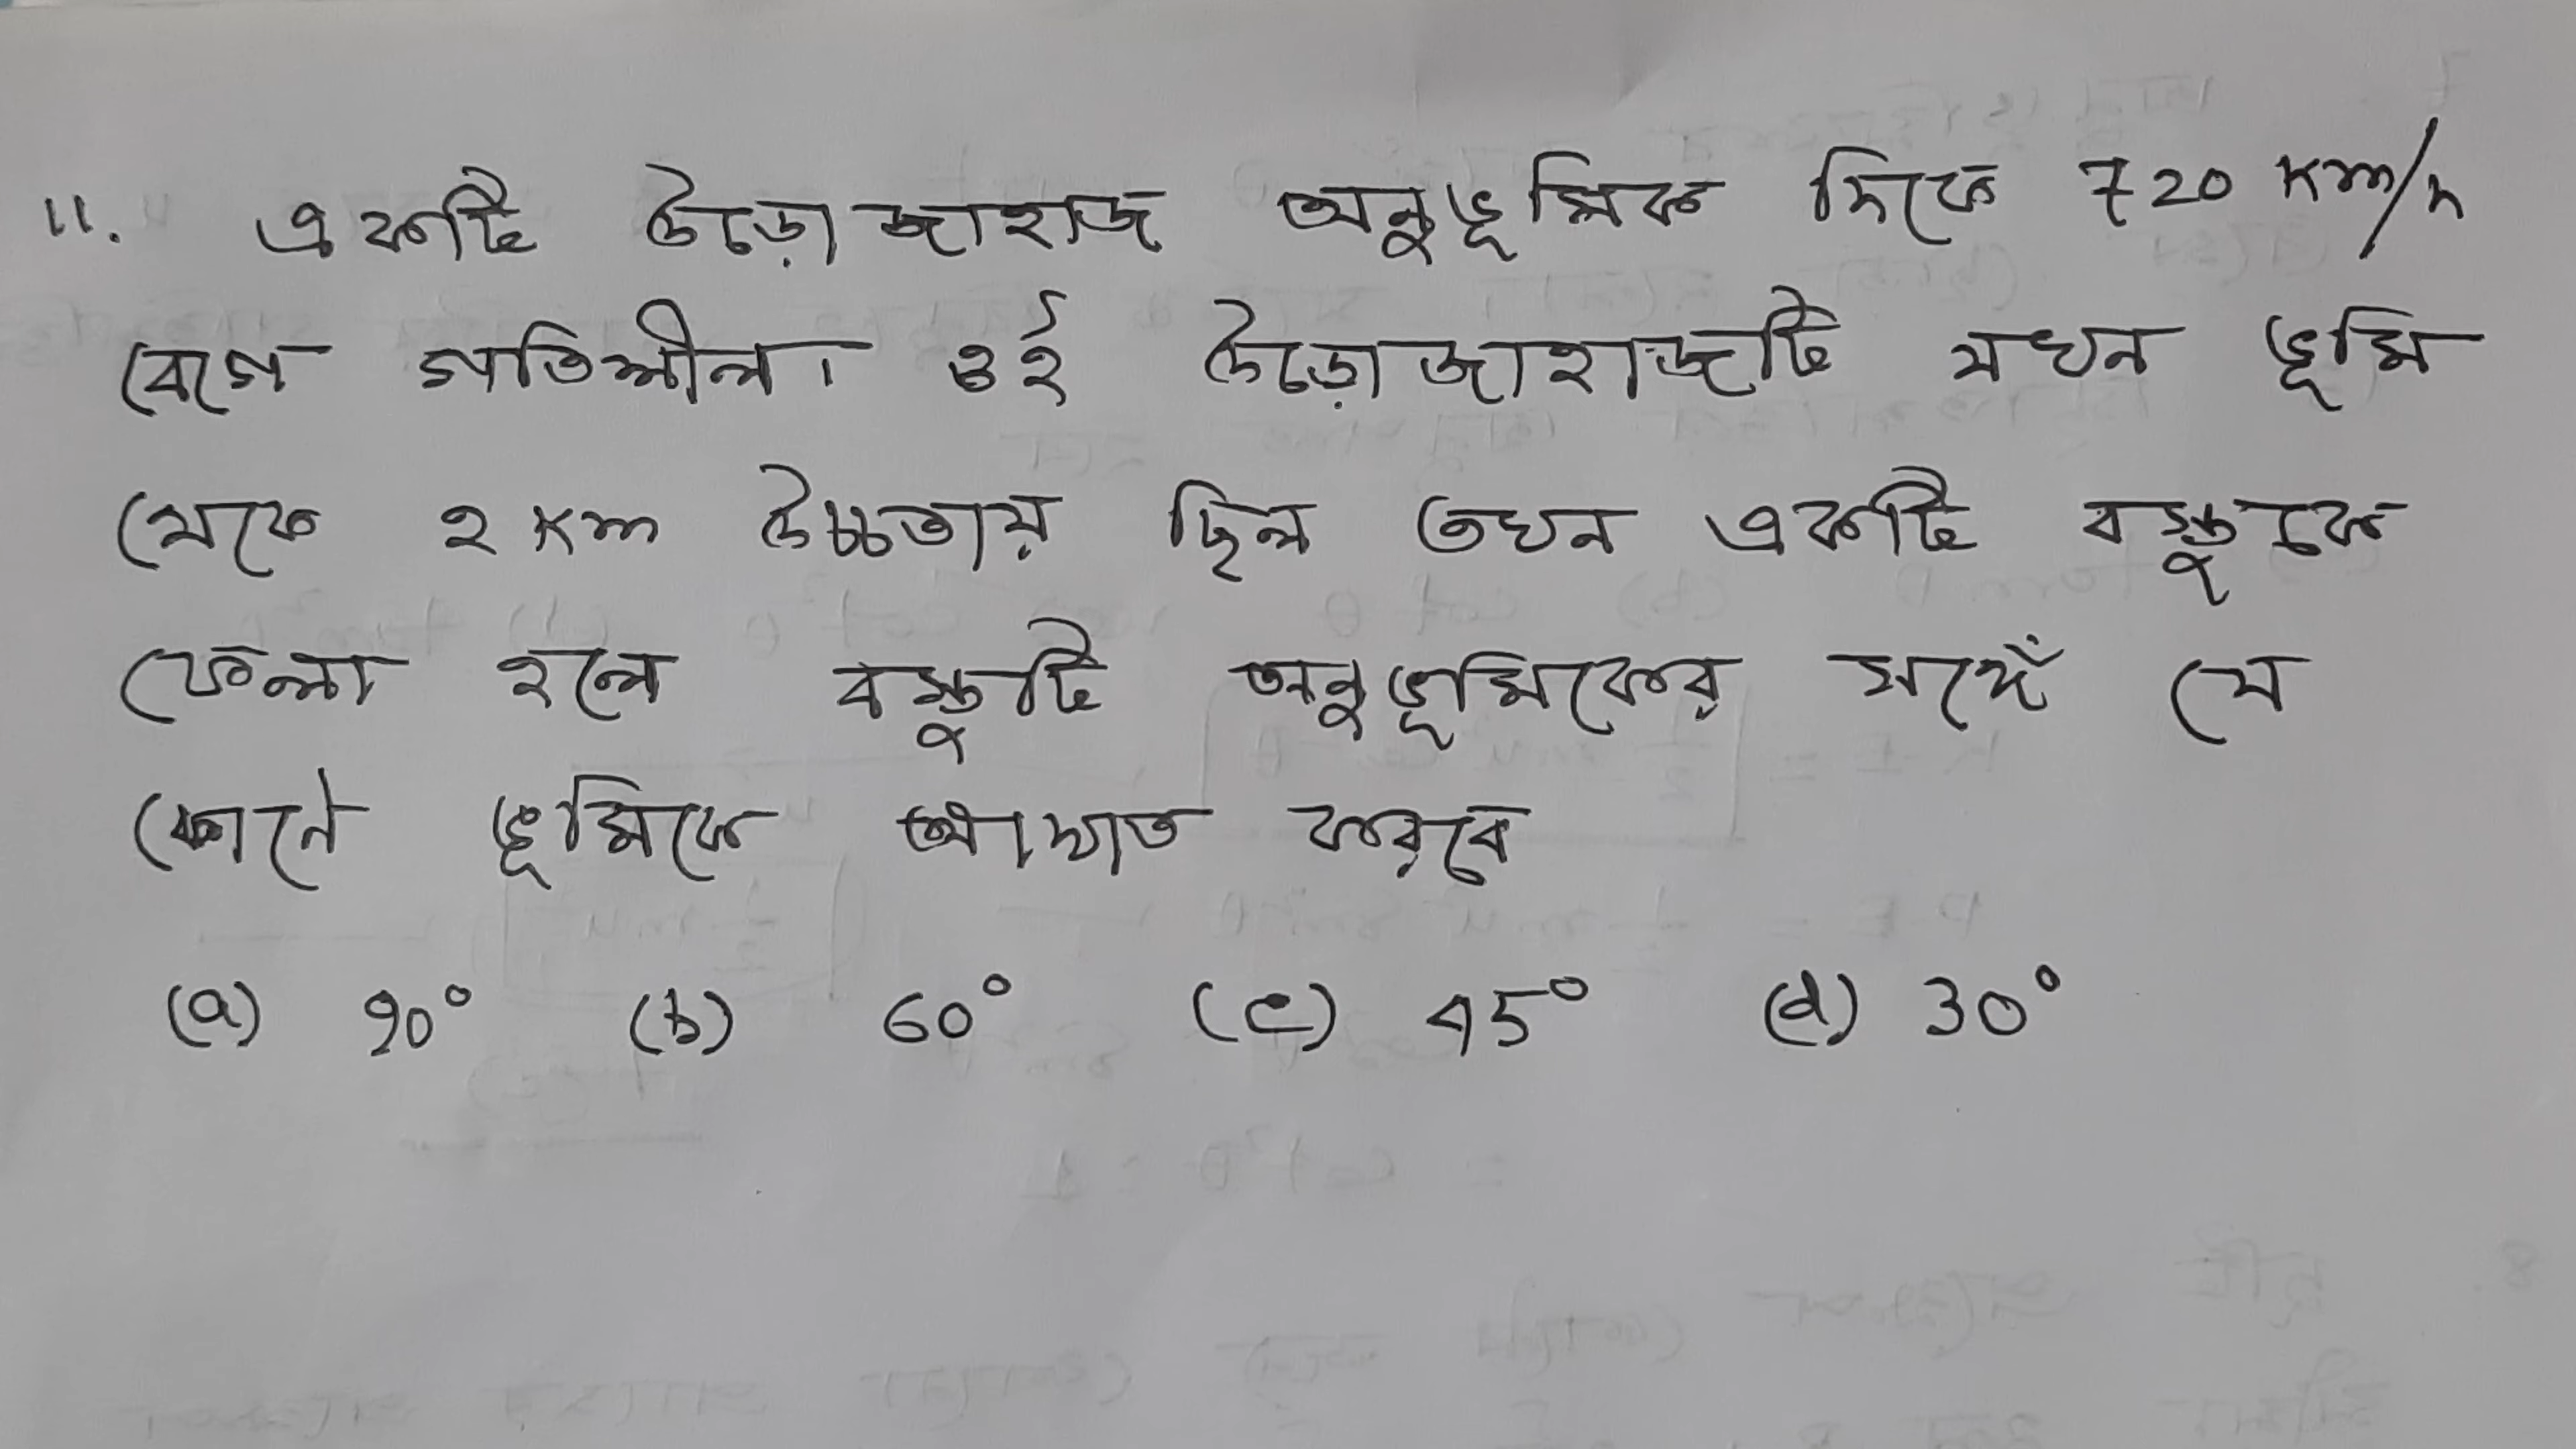 11. একটি উড়োজাহাজ অনুভূমিক দিকে 720 km/h
বেগে গতিশীল। ওই উড়োজাহাজটি যখন ভূমি
থেকে 2 km উচ্চতায় ছিল তখন একটি বস্তুকে
ফেলা হলে বস্তুটি অনুভূমিকের সঙ্গে যে
কোণে ভূমিকে আঘাত করবে
(a) 90° (b) 60° (c) 45° (d) 30°